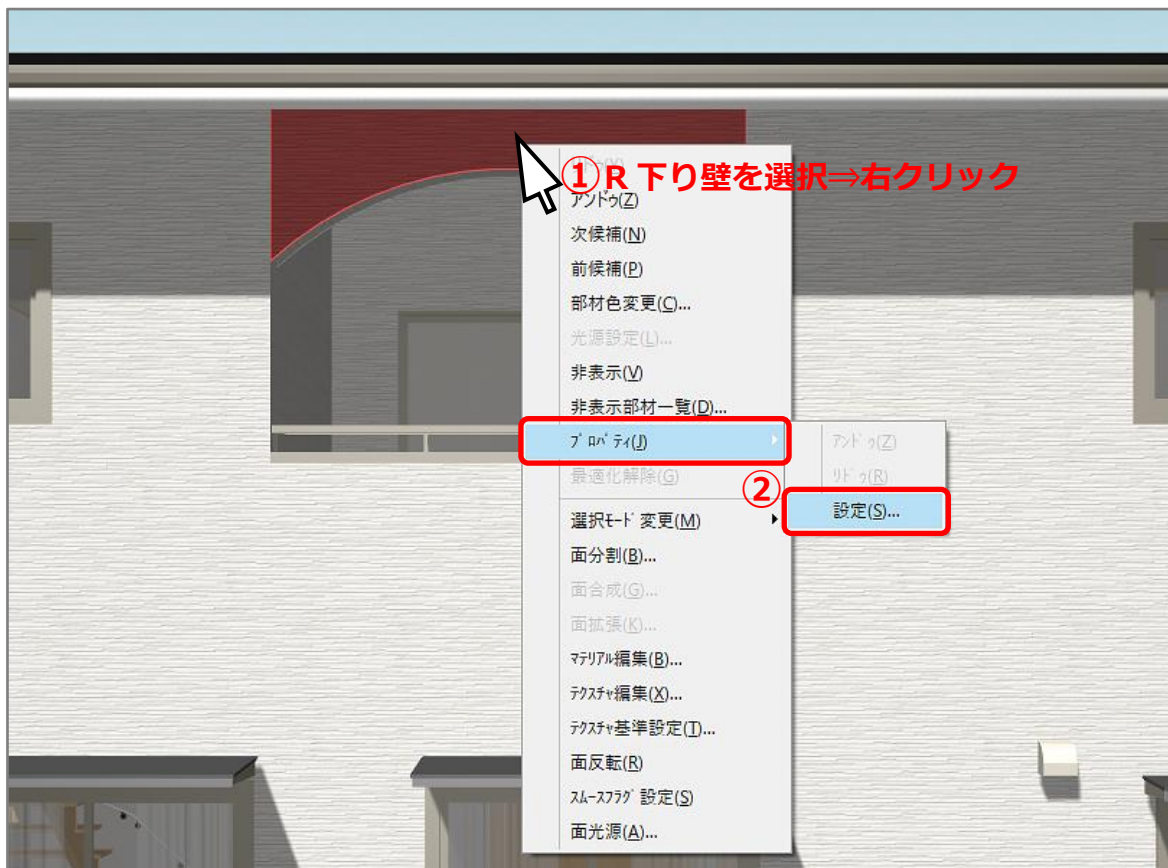 ①R 下り壁を選択⇒右クリック
アンドゥ(Z)
次候補(N)
前候補(P)
部材色変更(C)...
光源設定(L)...
非表示(V)
非表示部材一覧(D)...
ﾌﾟﾛﾊﾟﾃｨ(J)
ｱﾝﾄﾞｩ(Z)
ﾘﾄﾞｩ(R)
最適化解除(G)
②
設定(S)...
選択ﾓｰﾄﾞ変更(M)
面分割(B)...
面合成(G)...
面拡張(K)...
ﾏﾃﾘｱﾙ編集(B)...
ﾃｸｽﾁｬ編集(X)...
ﾃｸｽﾁｬ基準設定(T)...
面反転(R)
ｽﾑｰｽﾌﾗｸﾞ設定(S)
面光源(A)...